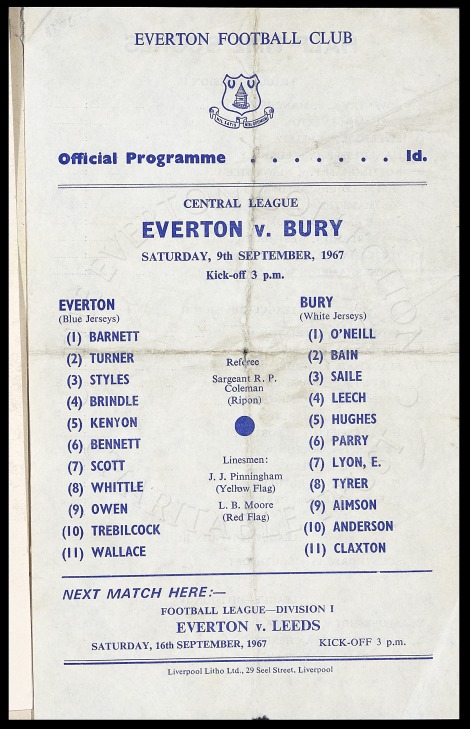 EVERTON FOOTBALL CLUB
NIL SATIS NISI OPTIMUM
Official Programme . . . . . . . 1d.
CENTRAL LEAGUE
EVERTON v. BURY
SATURDAY, 9th SEPTEMBER, 1967
Kick-off 3 p.m.
EVERTON
(Blue Jerseys)
(1) BARNETT
(2) TURNER
(3) STYLES
(4) BRINDLE
(5) KENYON
(6) BENNETT
(7) SCOTT
(8) WHITTLE
(9) OWEN
(10) TREBILCOCK
(11) WALLACE
Referee
Sargeant R. P.
Coleman
(Ripon)
Linesmen:
J. J. Pinningham
(Yellow Flag)
L. B. Moore
(Red Flag)
BURY
(White Jerseys)
(1) O'NEILL
(2) BAIN
(3) SAILE
(4) LEECH
(5) HUGHES
(6) PARRY
(7) LYON, E.
(8) TYRER
(9) AIMSON
(10) ANDERSON
(11) CLAXTON
NEXT MATCH HERE:—
FOOTBALL LEAGUE—DIVISION I
EVERTON v. LEEDS
SATURDAY, 16th SEPTEMBER, 1967 KICK-OFF 3 p.m.
Liverpool Litho Ltd., 29 Seel Street, Liverpool